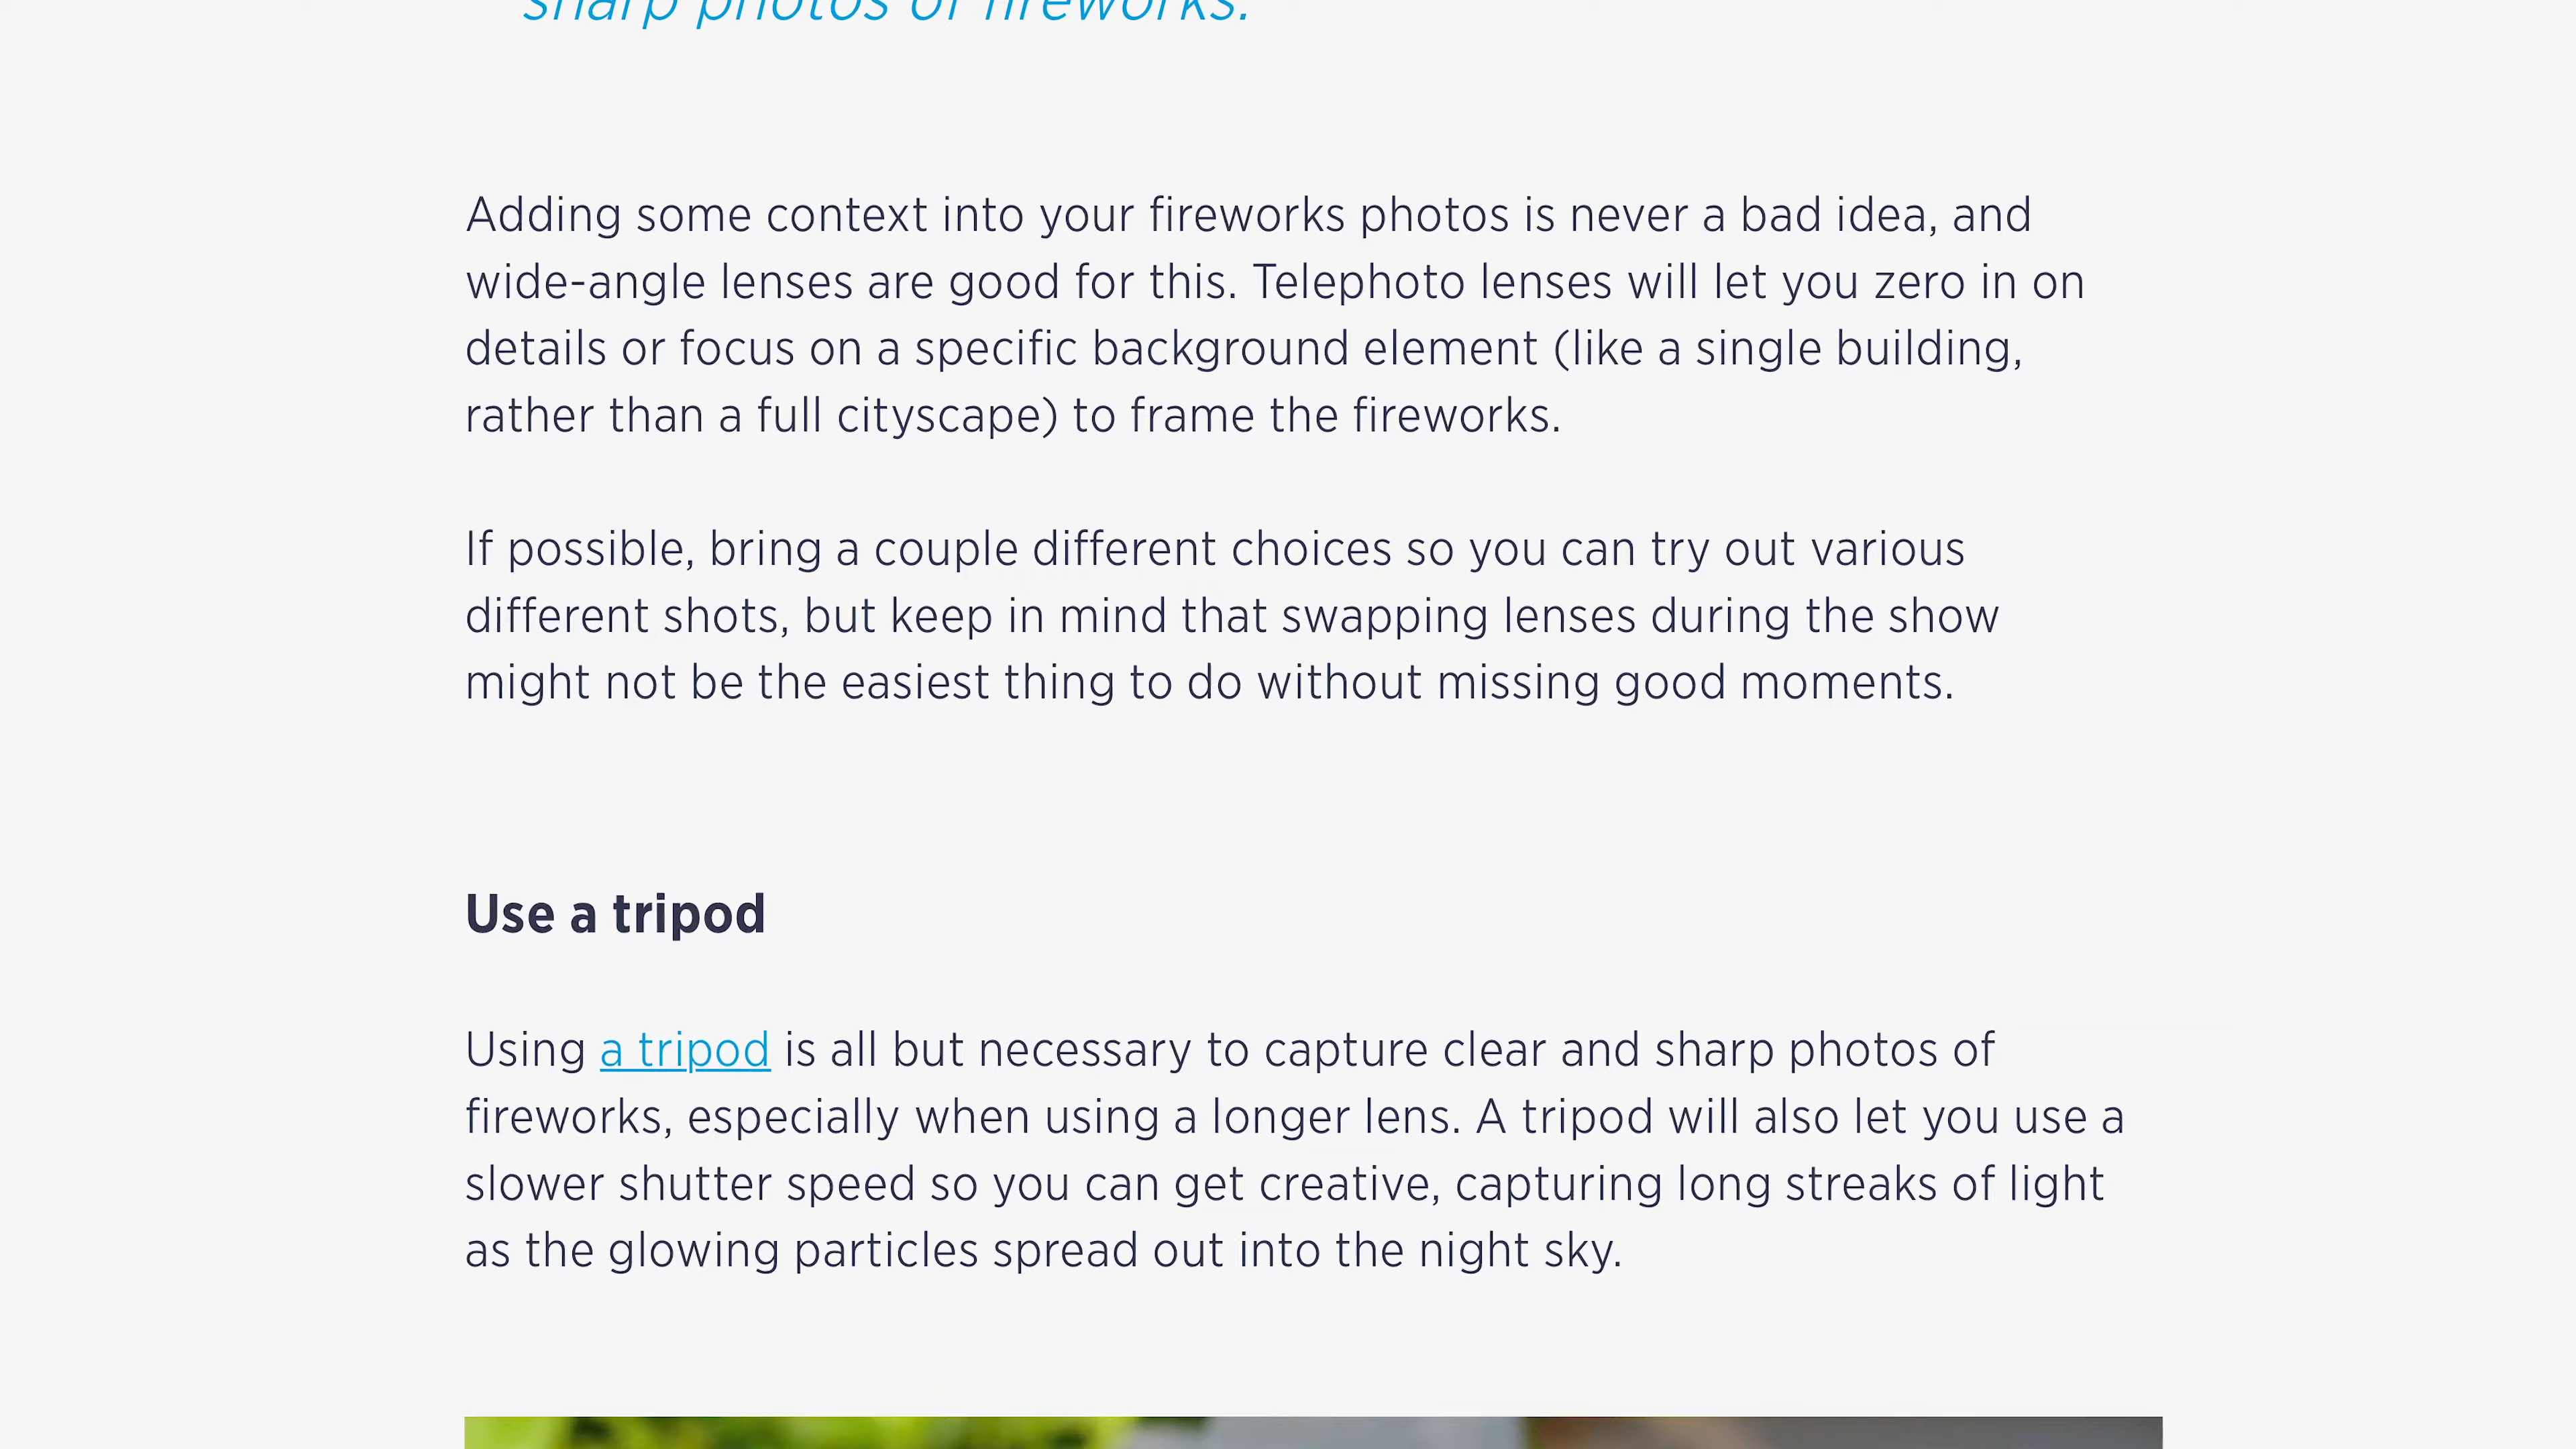 sharp photos of fireworks.
Adding some context into your fireworks photos is never a bad idea, and
wide-angle lenses are good for this. Telephoto lenses will let you zero in on
details or focus on a specific background element (like a single building,
rather than a full cityscape) to frame the fireworks.
If possible, bring a couple different choices so you can try out various
different shots, but keep in mind that swapping lenses during the show
might not be the easiest thing to do without missing good moments.
Use a tripod
Using a tripod is all but necessary to capture clear and sharp photos of
fireworks, especially when using a longer lens. A tripod will also let you use a
slower shutter speed so you can get creative, capturing long streaks of light
as the glowing particles spread out into the night sky.